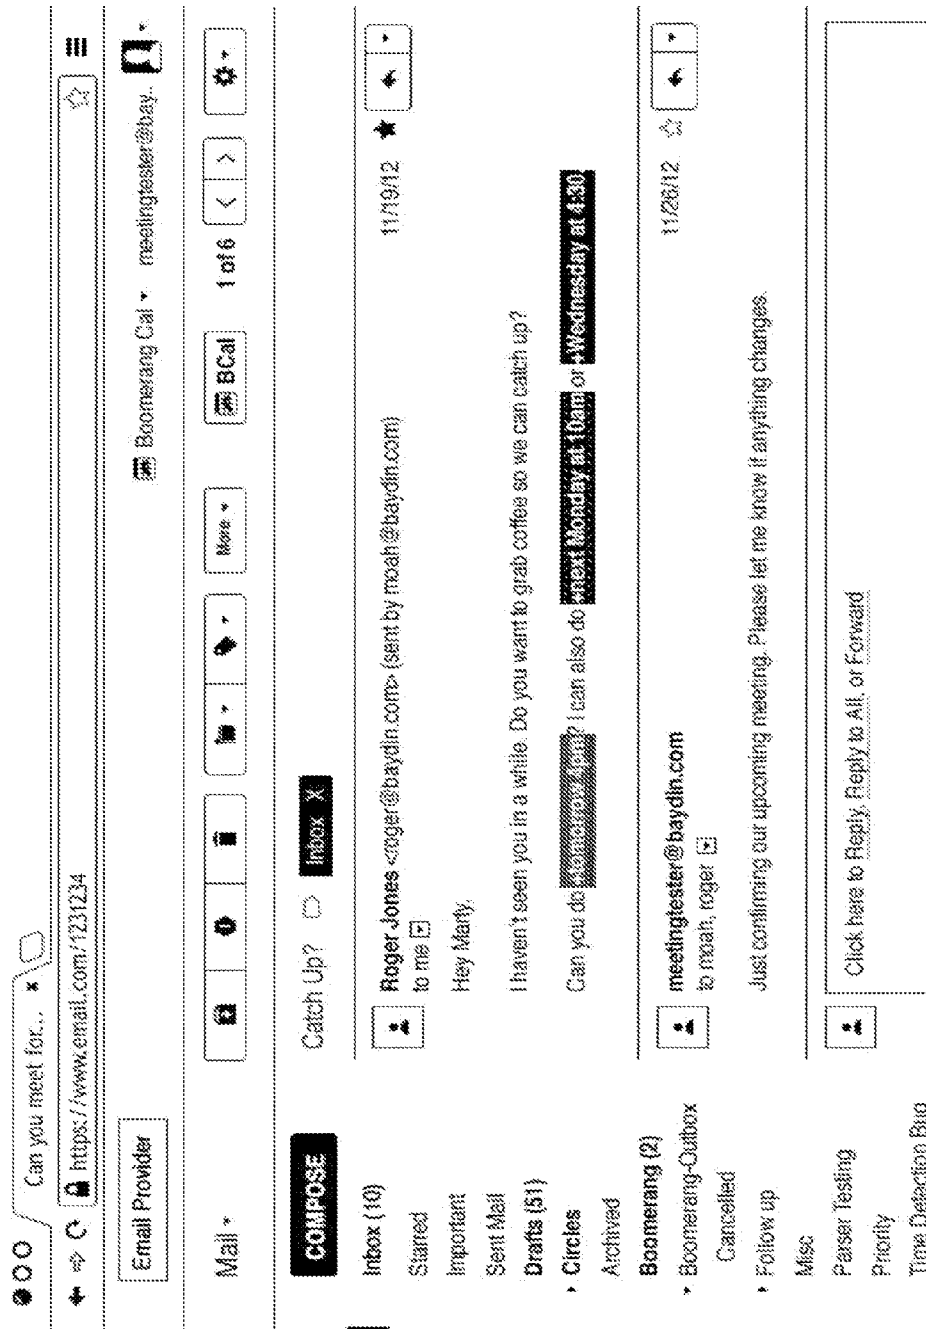 Can you meet for... ×
https://www.email.com/1231234
Email Provider
Boomerang Cal
meetingtester@bay..
Mail
More
BCal
1 of 6
COMPOSE
Catch Up?
Inbox X
Inbox (10)
Starred
Important
Sent Mail
Drafts (51)
Circles
Archived
Boomerang (2)
Boomerang-Outbox
Cancelled
Follow up
Misc
Parser Testing
Priority
Time Detection Bug
Roger Jones <roger@baydin.com> (sent by moah@baydin.com)
11/19/12
to me
Hey Marty,
I haven't seen you in a while. Do you want to grab coffee so we can catch up?
Can you do tomorrow 4pm? I can also do next Monday at 10am or Wednesday at 4:30
meetingtester@baydin.com
11/26/12
to moah, roger
Just confirming our upcoming meeting. Please let me know if anything changes.
Click here to Reply, Reply to All, or Forward